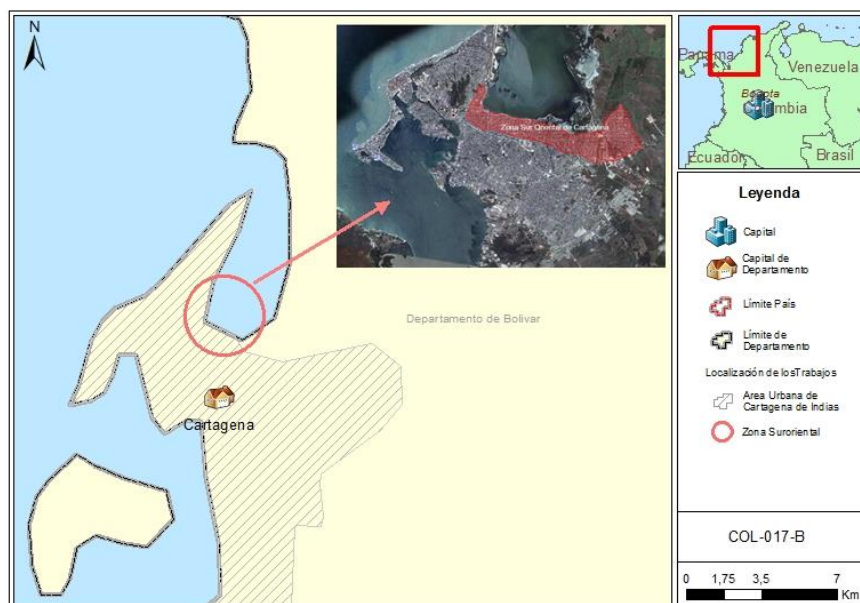 N
Zona Sur Oriental de Cartagena
Departamento de Bolivar
Cartagena
Panama
Venezuela
Bogota
Colombia
Ecuador
Brasil
Leyenda
Capital
Capital de
Departamento
Límite País
Límite de
Departamento
Localización de losTrabajos
Area Urbana de
Cartagena de Indias
Zona Suroriental
COL-017-B
0 1,75 3,5 7
Km